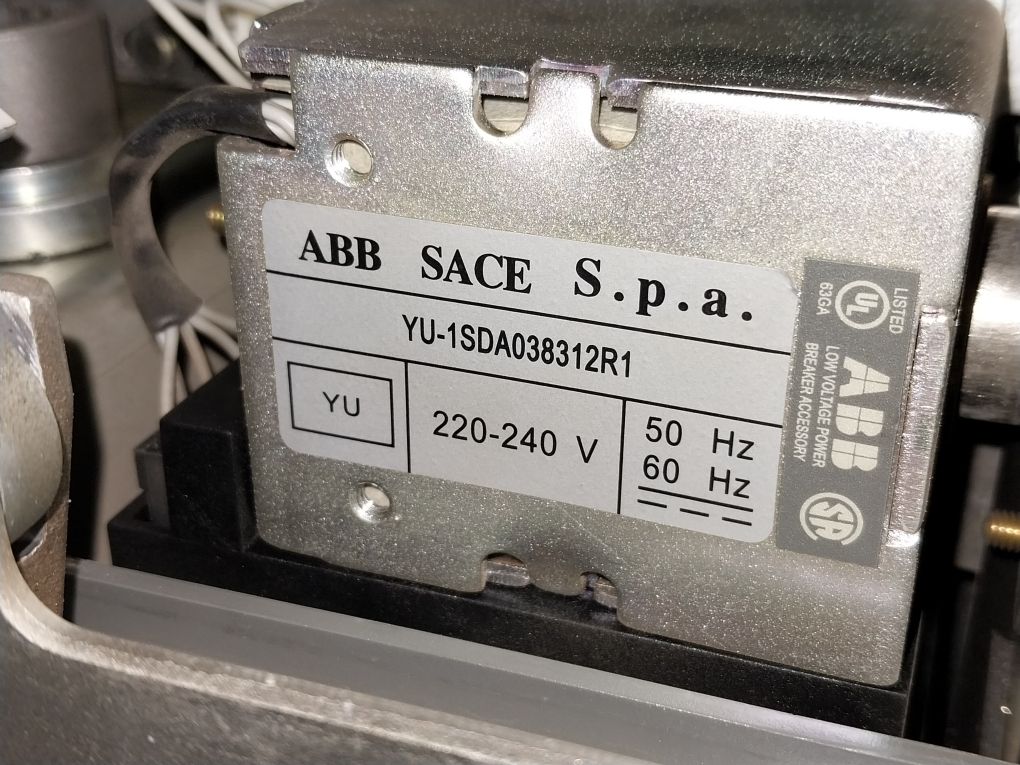 ABB SACE S.p.a.
YU-1SDA038312R1
YU
220-240 V
50 Hz
60 Hz
UL
LISTED
63GA
ABB
LOW VOLTAGE POWER
BREAKER ACCESSORY
SA